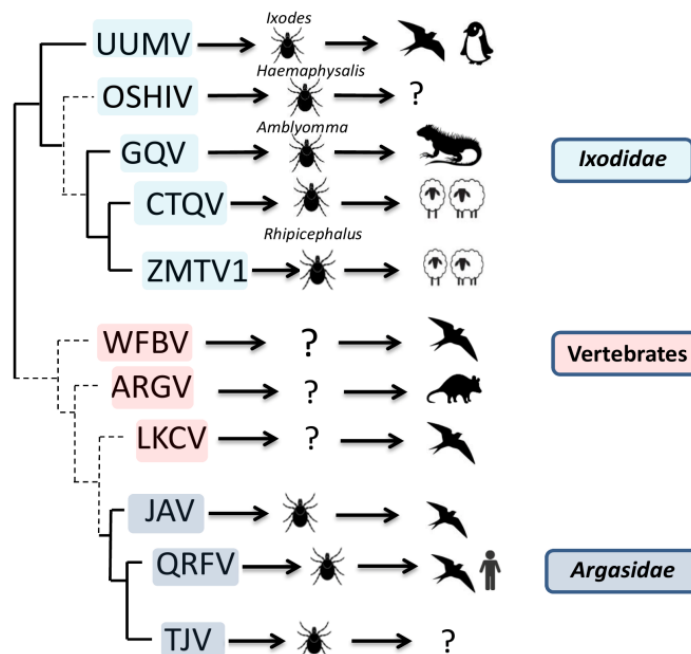 Ixodes
UUMV
Haemaphysalis
OSHIV
?
Amblyomma
GQV
Ixodidae
CTQV
Rhipicephalus
ZMTV1
WFBV
?
Vertebrates
ARGV
?
LKCV
?
JAV
QRFV
Argasidae
TJV
?